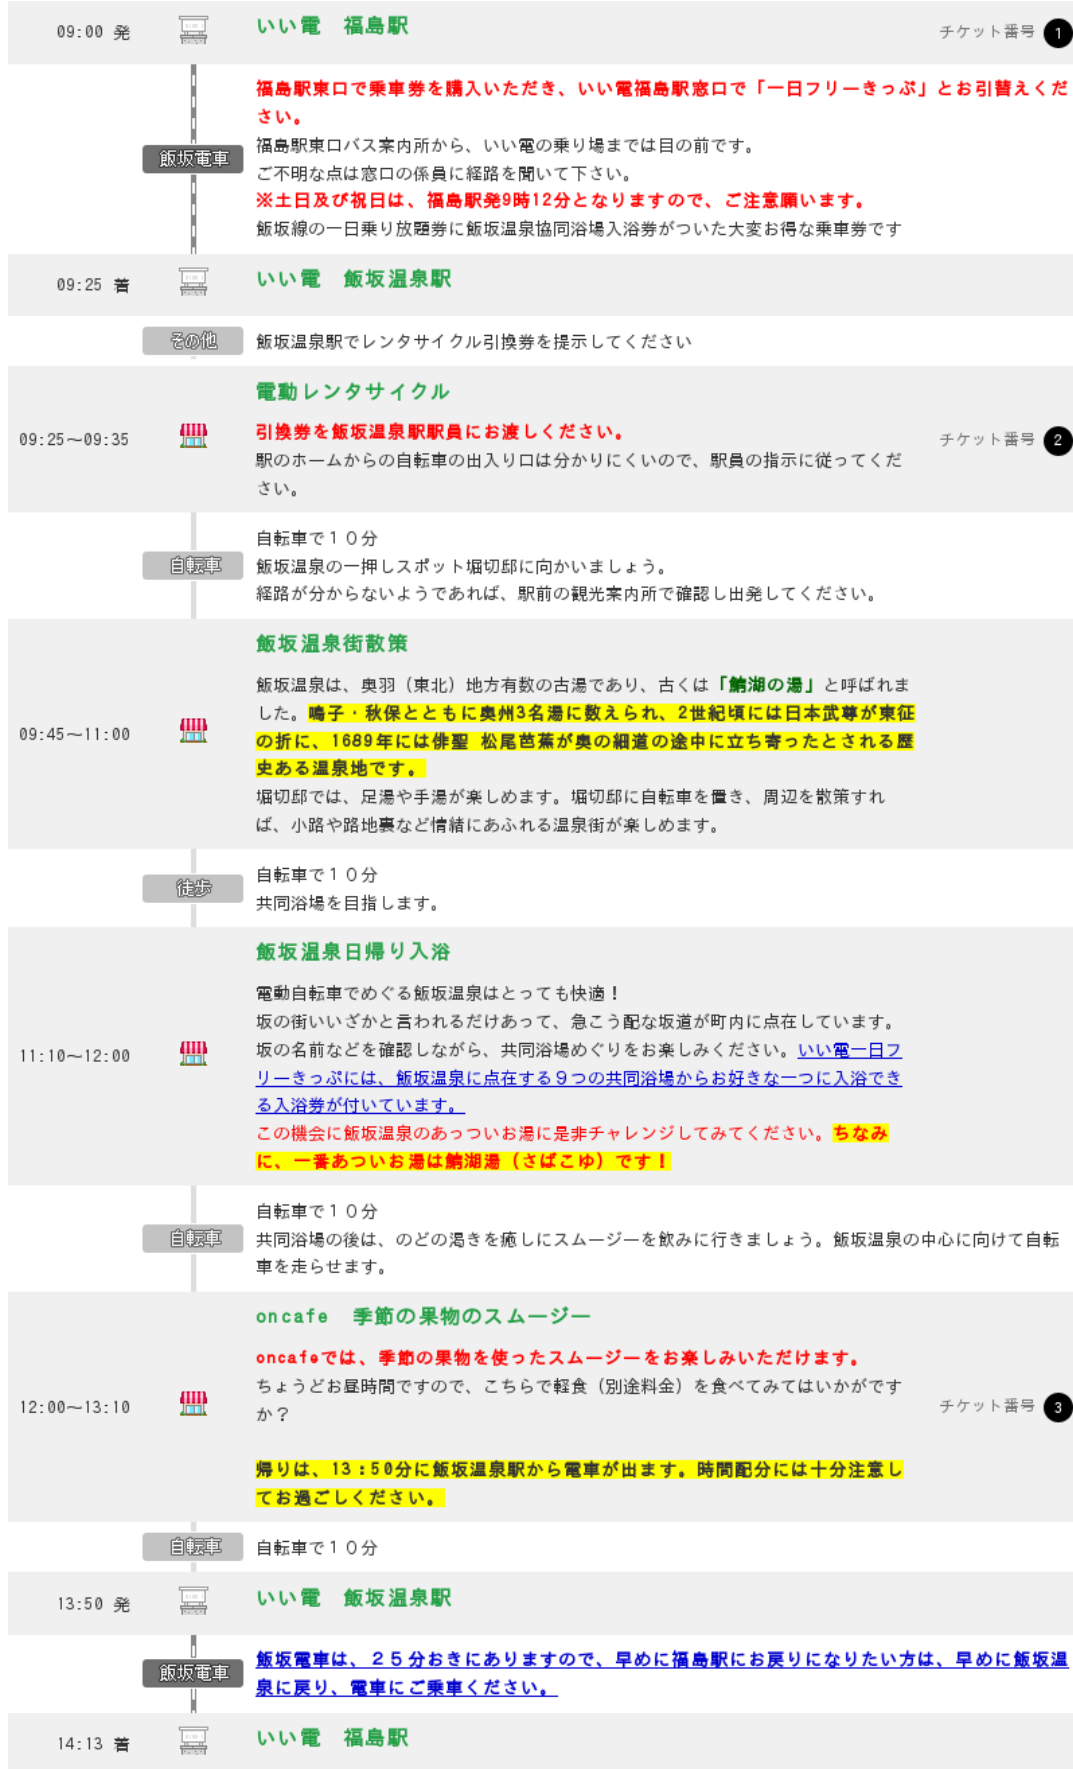 09:00 発
いい電　福島駅
チケット番号 1
福島駅東口で乗車券を購入いただき、いい電福島駅窓口で「一日フリーきっぷ」とお引替えくだ
さい。
福島駅東口バス案内所から、いい電の乗り場までは目の前です。
飯坂電車
ご不明な点は窓口の係員に経路を聞いて下さい。
※土日及び祝日は、福島駅発9時12分となりますので、ご注意願います。
飯坂線の一日乗り放題券に飯坂温泉協同浴場入浴券がついた大変お得な乗車券です
09:25 着
いい電　飯坂温泉駅
その他
飯坂温泉駅でレンタサイクル引換券を提示してください
電動レンタサイクル
09:25～09:35
引換券を飯坂温泉駅駅員にお渡しください。
チケット番号 2
駅のホームからの自転車の出入り口は分かりにくいので、駅員の指示に従ってくだ
さい。
自転車で１０分
自転車
飯坂温泉の一押しスポット堀切邸に向かいましょう。
経路が分からないようであれば、駅前の観光案内所で確認し出発してください。
飯坂温泉街散策
飯坂温泉は、奥羽（東北）地方有数の古湯であり、古くは「鯖湖の湯」と呼ばれま
した。鳴子・秋保とともに奥州3名湯に数えられ、2世紀頃には日本武尊が東征
09:45～11:00
の折に、1689年には俳聖 松尾芭蕉が奥の細道の途中に立ち寄ったとされる歴
史ある温泉地です。
堀切邸では、足湯や手湯が楽しめます。堀切邸に自転車を置き、周辺を散策すれ
ば、小路や路地裏など情緒にあふれる温泉街が楽しめます。
自転車で１０分
徒歩
共同浴場を目指します。
飯坂温泉日帰り入浴
電動自転車でめぐる飯坂温泉はとっても快適！
坂の街いいざかと言われるだけあって、急こう配な坂道が町内に点在しています。
11:10～12:00
坂の名前などを確認しながら、共同浴場めぐりをお楽しみください。いい電一日フ
リーきっぷには、飯坂温泉に点在する９つの共同浴場からお好きな一つに入浴でき
る入浴券が付いています。
この機会に飯坂温泉のあっついお湯に是非チャレンジしてみてください。ちなみ
に、一番あついお湯は鯖湖湯（さばこゆ）です！
自転車で１０分
自転車
共同浴場の後は、のどの渇きを癒しにスムージーを飲みに行きましょう。飯坂温泉の中心に向けて自転
車を走らせます。
oncafe　季節の果物のスムージー
oncafeでは、季節の果物を使ったスムージーをお楽しみいただけます。
12:00～13:10
ちょうどお昼時間ですので、こちらで軽食（別途料金）を食べてみてはいかがです
か？
チケット番号 3
帰りは、13：50分に飯坂温泉駅から電車が出ます。時間配分には十分注意し
てお過ごしください。
自転車
自転車で１０分
13:50 発
いい電　飯坂温泉駅
飯坂電車
飯坂電車は、２５分おきにありますので、早めに福島駅にお戻りになりたい方は、早めに飯坂温
泉に戻り、電車にご乗車ください。
14:13 着
いい電　福島駅